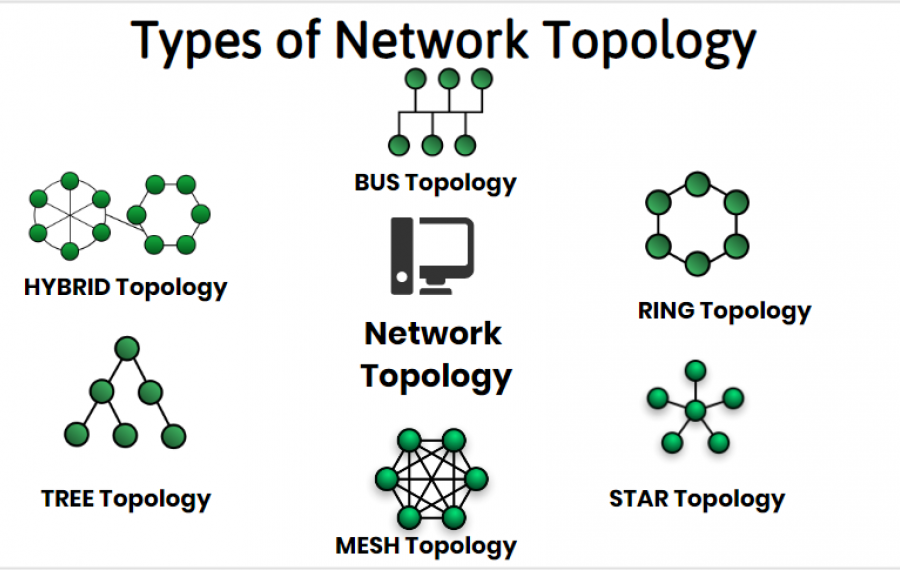 Types of Network Topology
BUS Topology
HYBRID Topology
RING Topology
Network
Topology
TREE Topology
STAR Topology
MESH Topology